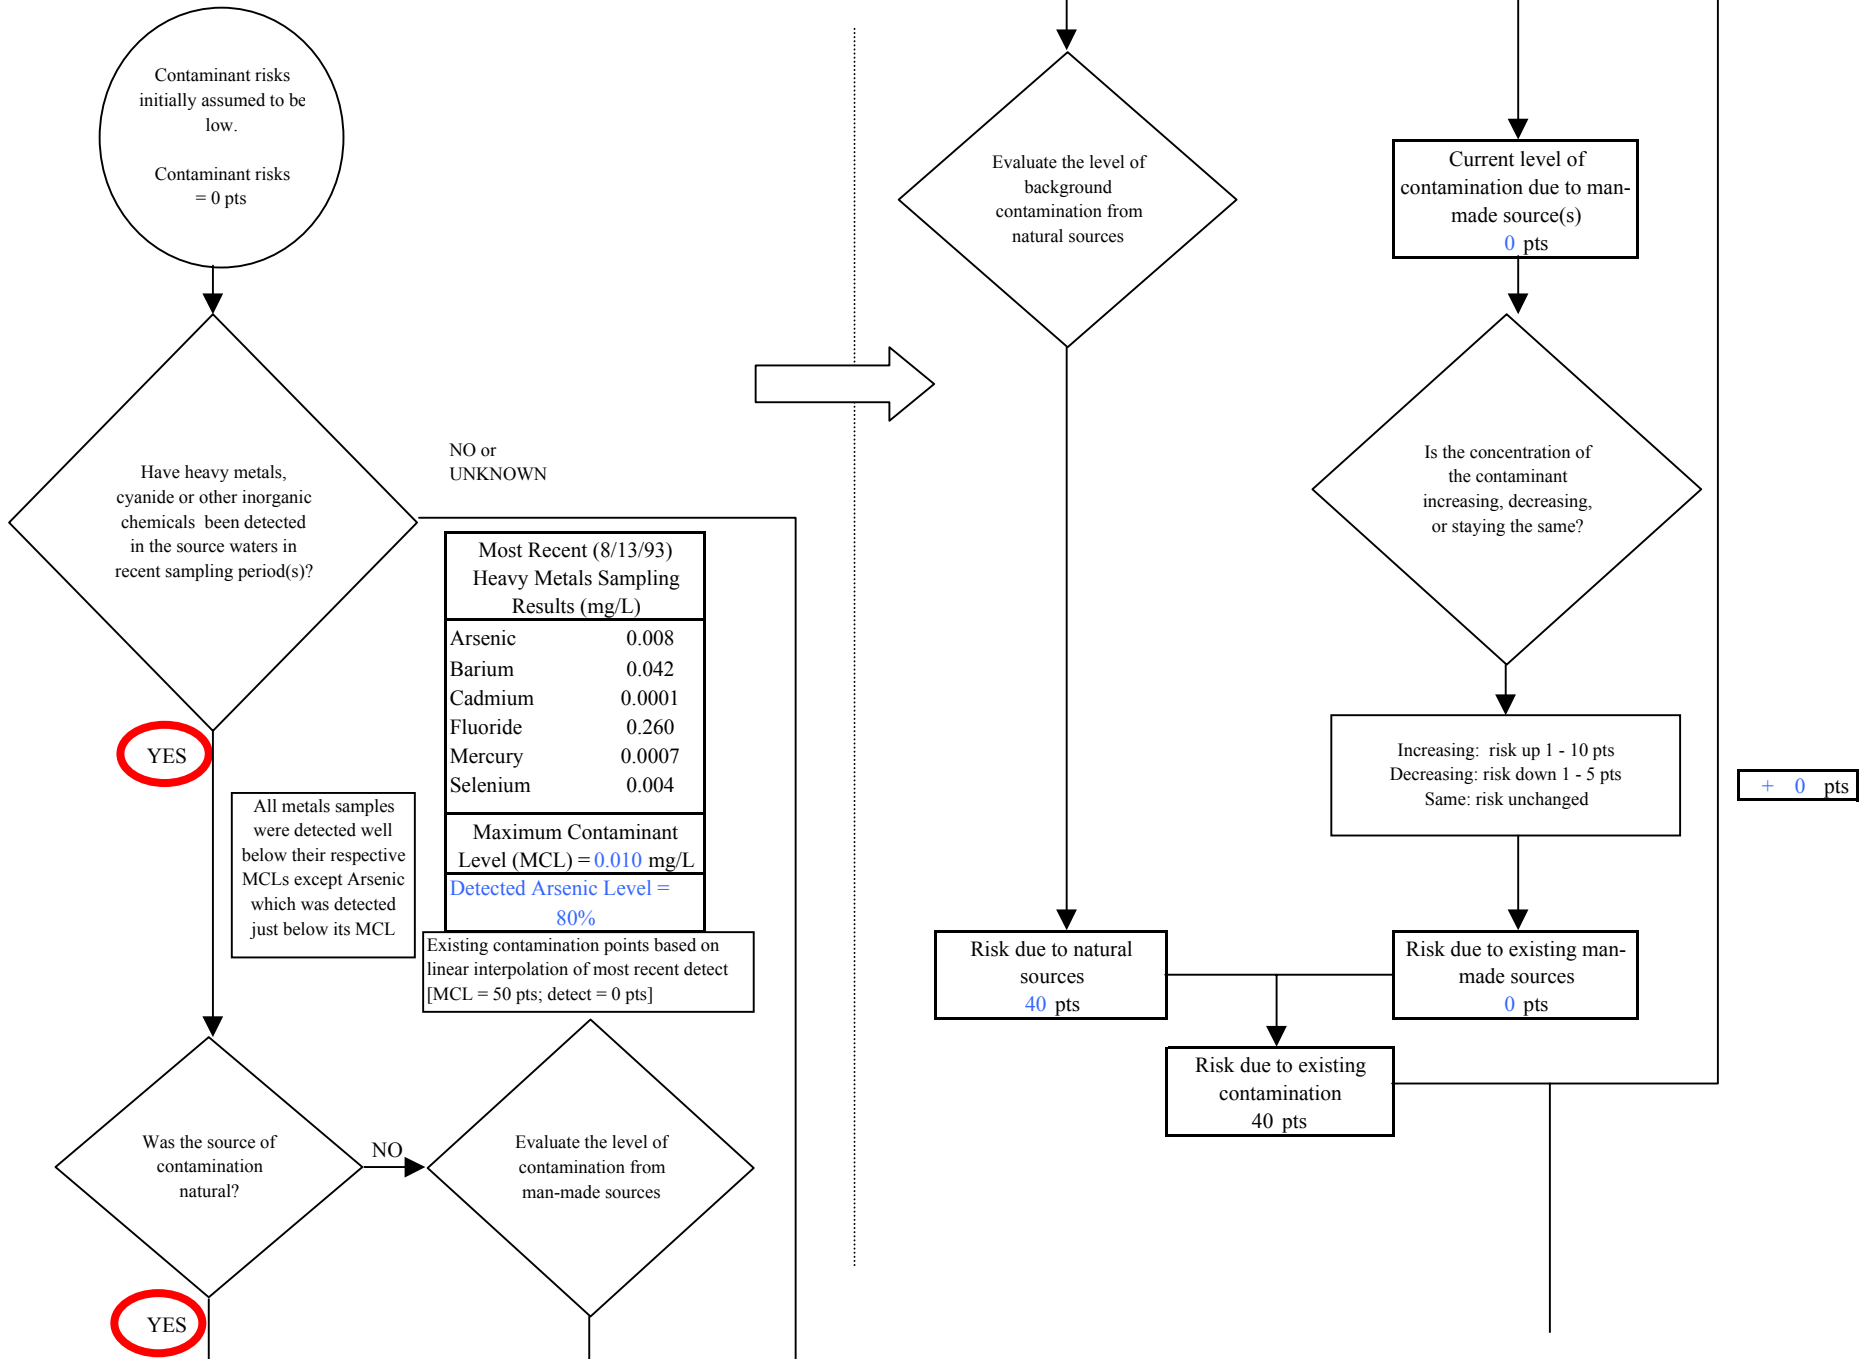 Contaminant risks
initially assumed to be
low.
Contaminant risks
= 0 pts
Have heavy metals,
cyanide or other inorganic
chemicals been detected
in the source waters in
recent sampling period(s)?
NO or
UNKNOWN
YES
Most Recent (8/13/93)
Heavy Metals Sampling
Results (mg/L)
Arsenic 0.008
Barium 0.042
Cadmium 0.0001
Fluoride 0.260
Mercury 0.0007
Selenium 0.004
Maximum Contaminant
Level (MCL) = 0.010 mg/L
Detected Arsenic Level =
80%
All metals samples
were detected well
below their respective
MCLs except Arsenic
which was detected
just below its MCL
Existing contamination points based on
linear interpolation of most recent detect
[MCL = 50 pts; detect = 0 pts]
Was the source of
contamination
natural?
NO
Evaluate the level of
contamination from
man-made sources
YES
Evaluate the level of
background
contamination from
natural sources
Current level of
contamination due to man-
made source(s)
0 pts
Is the concentration of
the contaminant
increasing, decreasing,
or staying the same?
Increasing: risk up 1 - 10 pts
Decreasing: risk down 1 - 5 pts
Same: risk unchanged
+ 0 pts
Risk due to natural
sources
40 pts
Risk due to existing man-
made sources
0 pts
Risk due to existing
contamination
40 pts